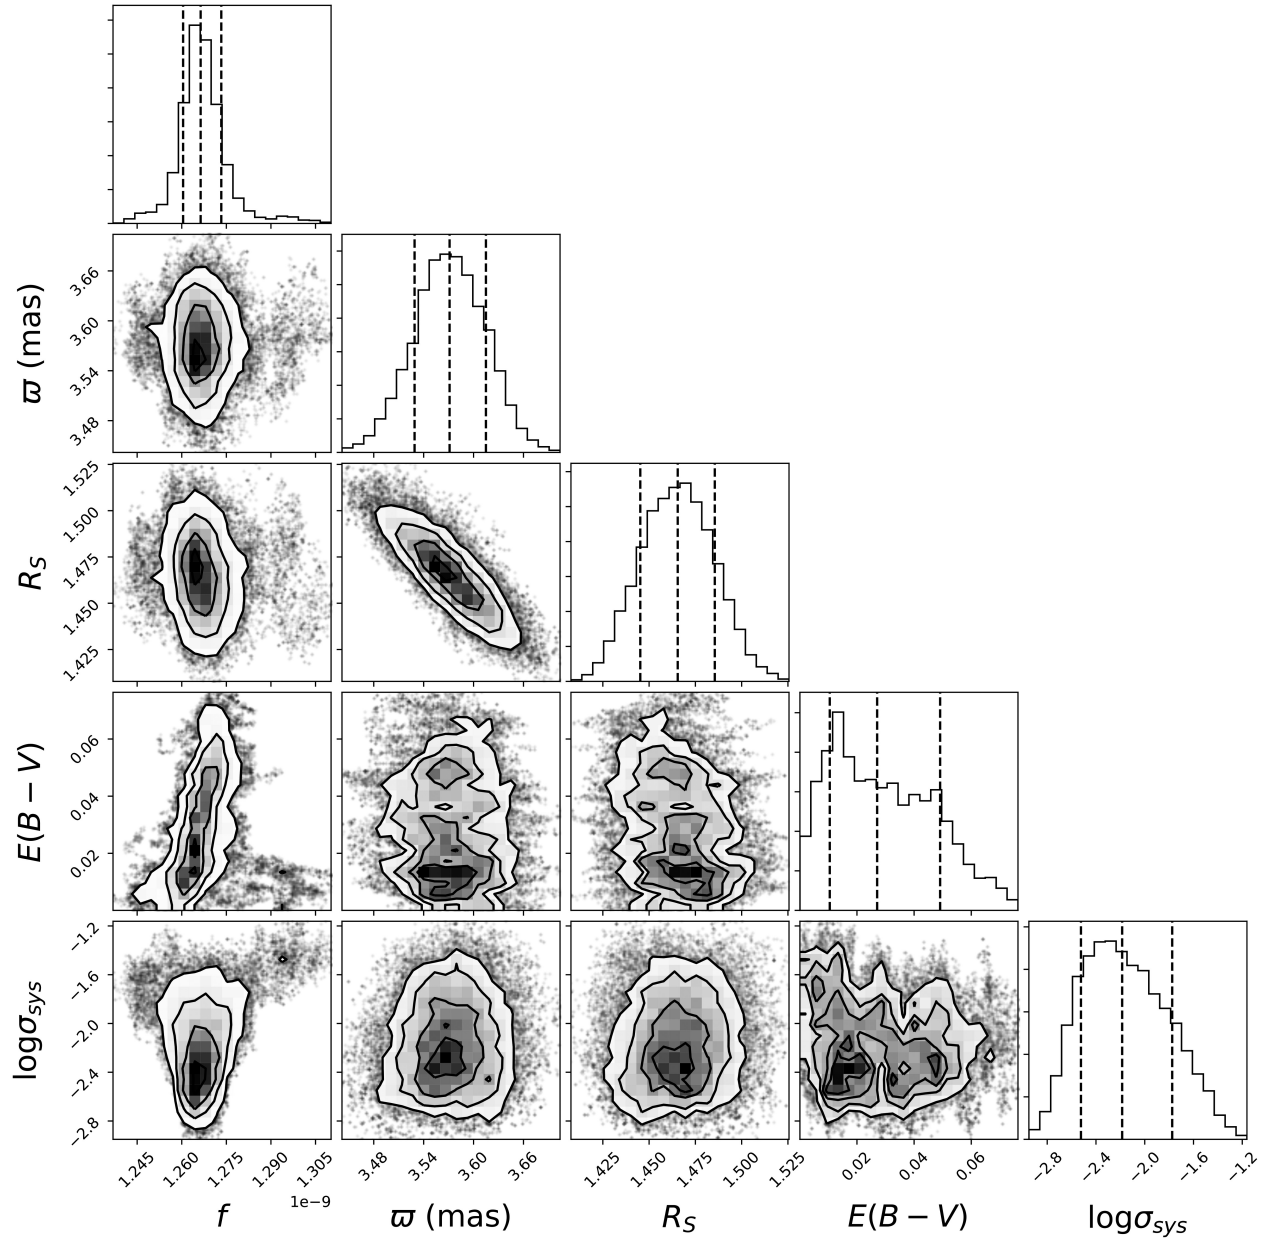 ϖ (mas)
3.66
3.60
3.54
3.48
R_S
1.525
1.500
1.475
1.450
1.425
E(B − V)
0.06
0.04
0.02
logσ_sys
−1.2
−1.6
−2.0
−2.4
−2.8
1.245 1.260 1.275 1.290 1.305
1e−9
f
3.48 3.54 3.60 3.66
ϖ (mas)
1.425 1.450 1.475 1.500 1.525
R_S
0.02 0.04 0.06
E(B − V)
−2.8 −2.4 −2.0 −1.6 −1.2
logσ_sys